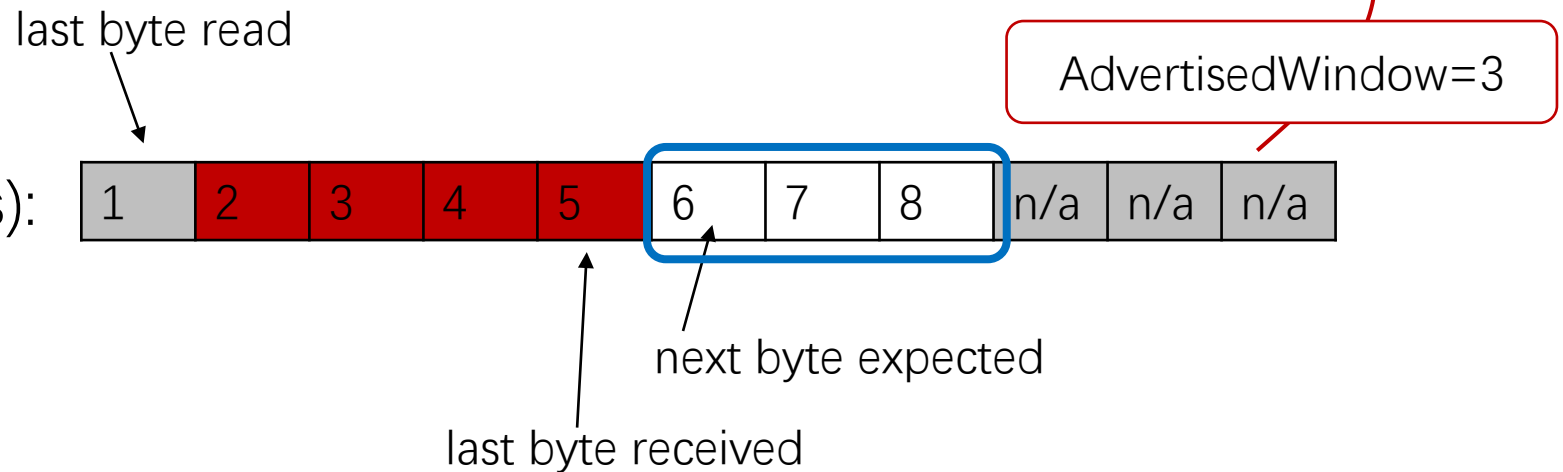 last byte read
AdvertisedWindow=3
s): 1 2 3 4 5 6 7 8 n/a n/a n/a
next byte expected
last byte received